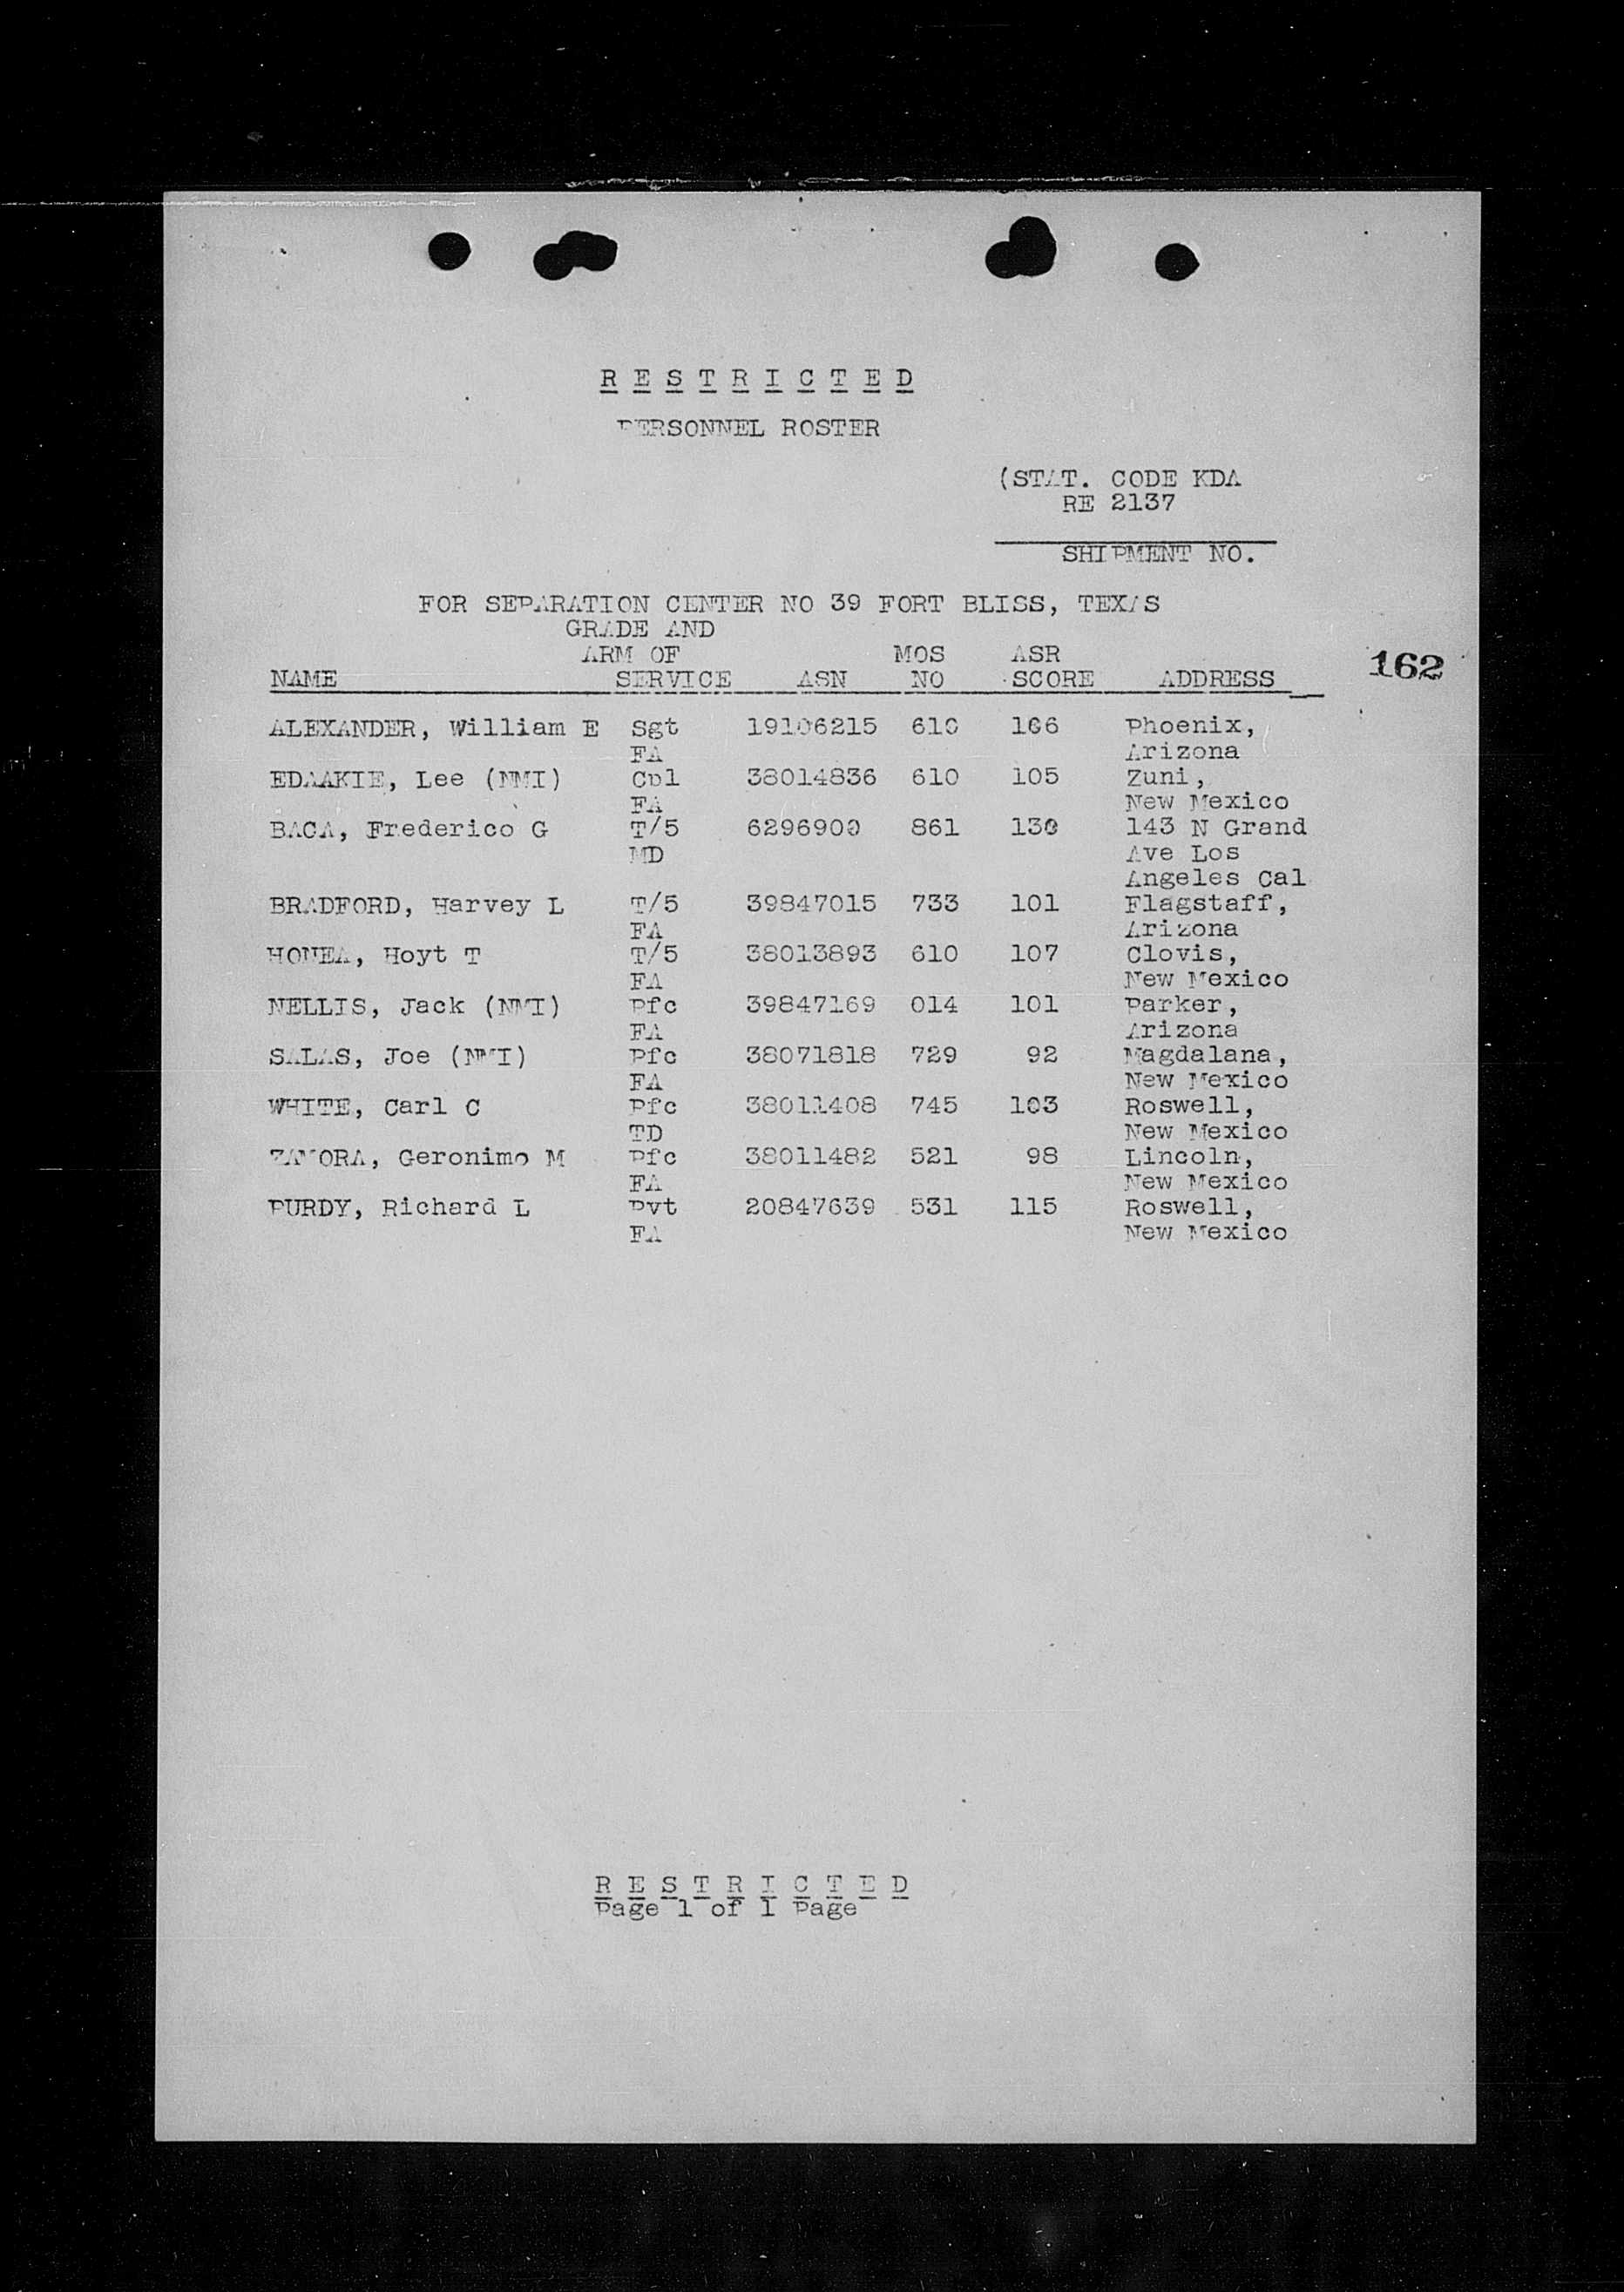 R E S T R I C T E D
PERSONNEL ROSTER
(STAT. CODE KDA
RE 2137
SHIPMENT NO.
FOR SEPARATION CENTER NO 39 FORT BLISS, TEXAS
GRADE AND
ARM OF MOS ASR
NAME SERVICE ASN NO SCORE ADDRESS
162
ALEXANDER, William E Sgt 19106215 610 106 Phoenix,
FA Arizona
EDAAKIE, Lee (NMI) Cpl 38014836 610 105 Zuni,
FA New Mexico
BACA, Frederico G T/5 6296900 861 130 143 N Grand
MD Ave Los
Angeles Cal
BRADFORD, Harvey L T/5 39847015 733 101 Flagstaff,
FA Arizona
HONEA, Hoyt T T/5 38013893 610 107 Clovis,
FA New Mexico
NELLIS, Jack (NMI) Pfc 39847169 014 101 Parker,
FA Arizona
SALAS, Joe (NMI) Pfc 38071818 729 92 Magdalana,
FA New Mexico
WHITE, Carl C Pfc 38011408 745 103 Roswell,
TD New Mexico
ZAMORA, Geronimo M Pfc 38011482 521 98 Lincoln,
FA New Mexico
PURDY, Richard L Pvt 20847639 531 115 Roswell,
FA New Mexico
R E S T R I C T E D
Page 1 of 1 Page